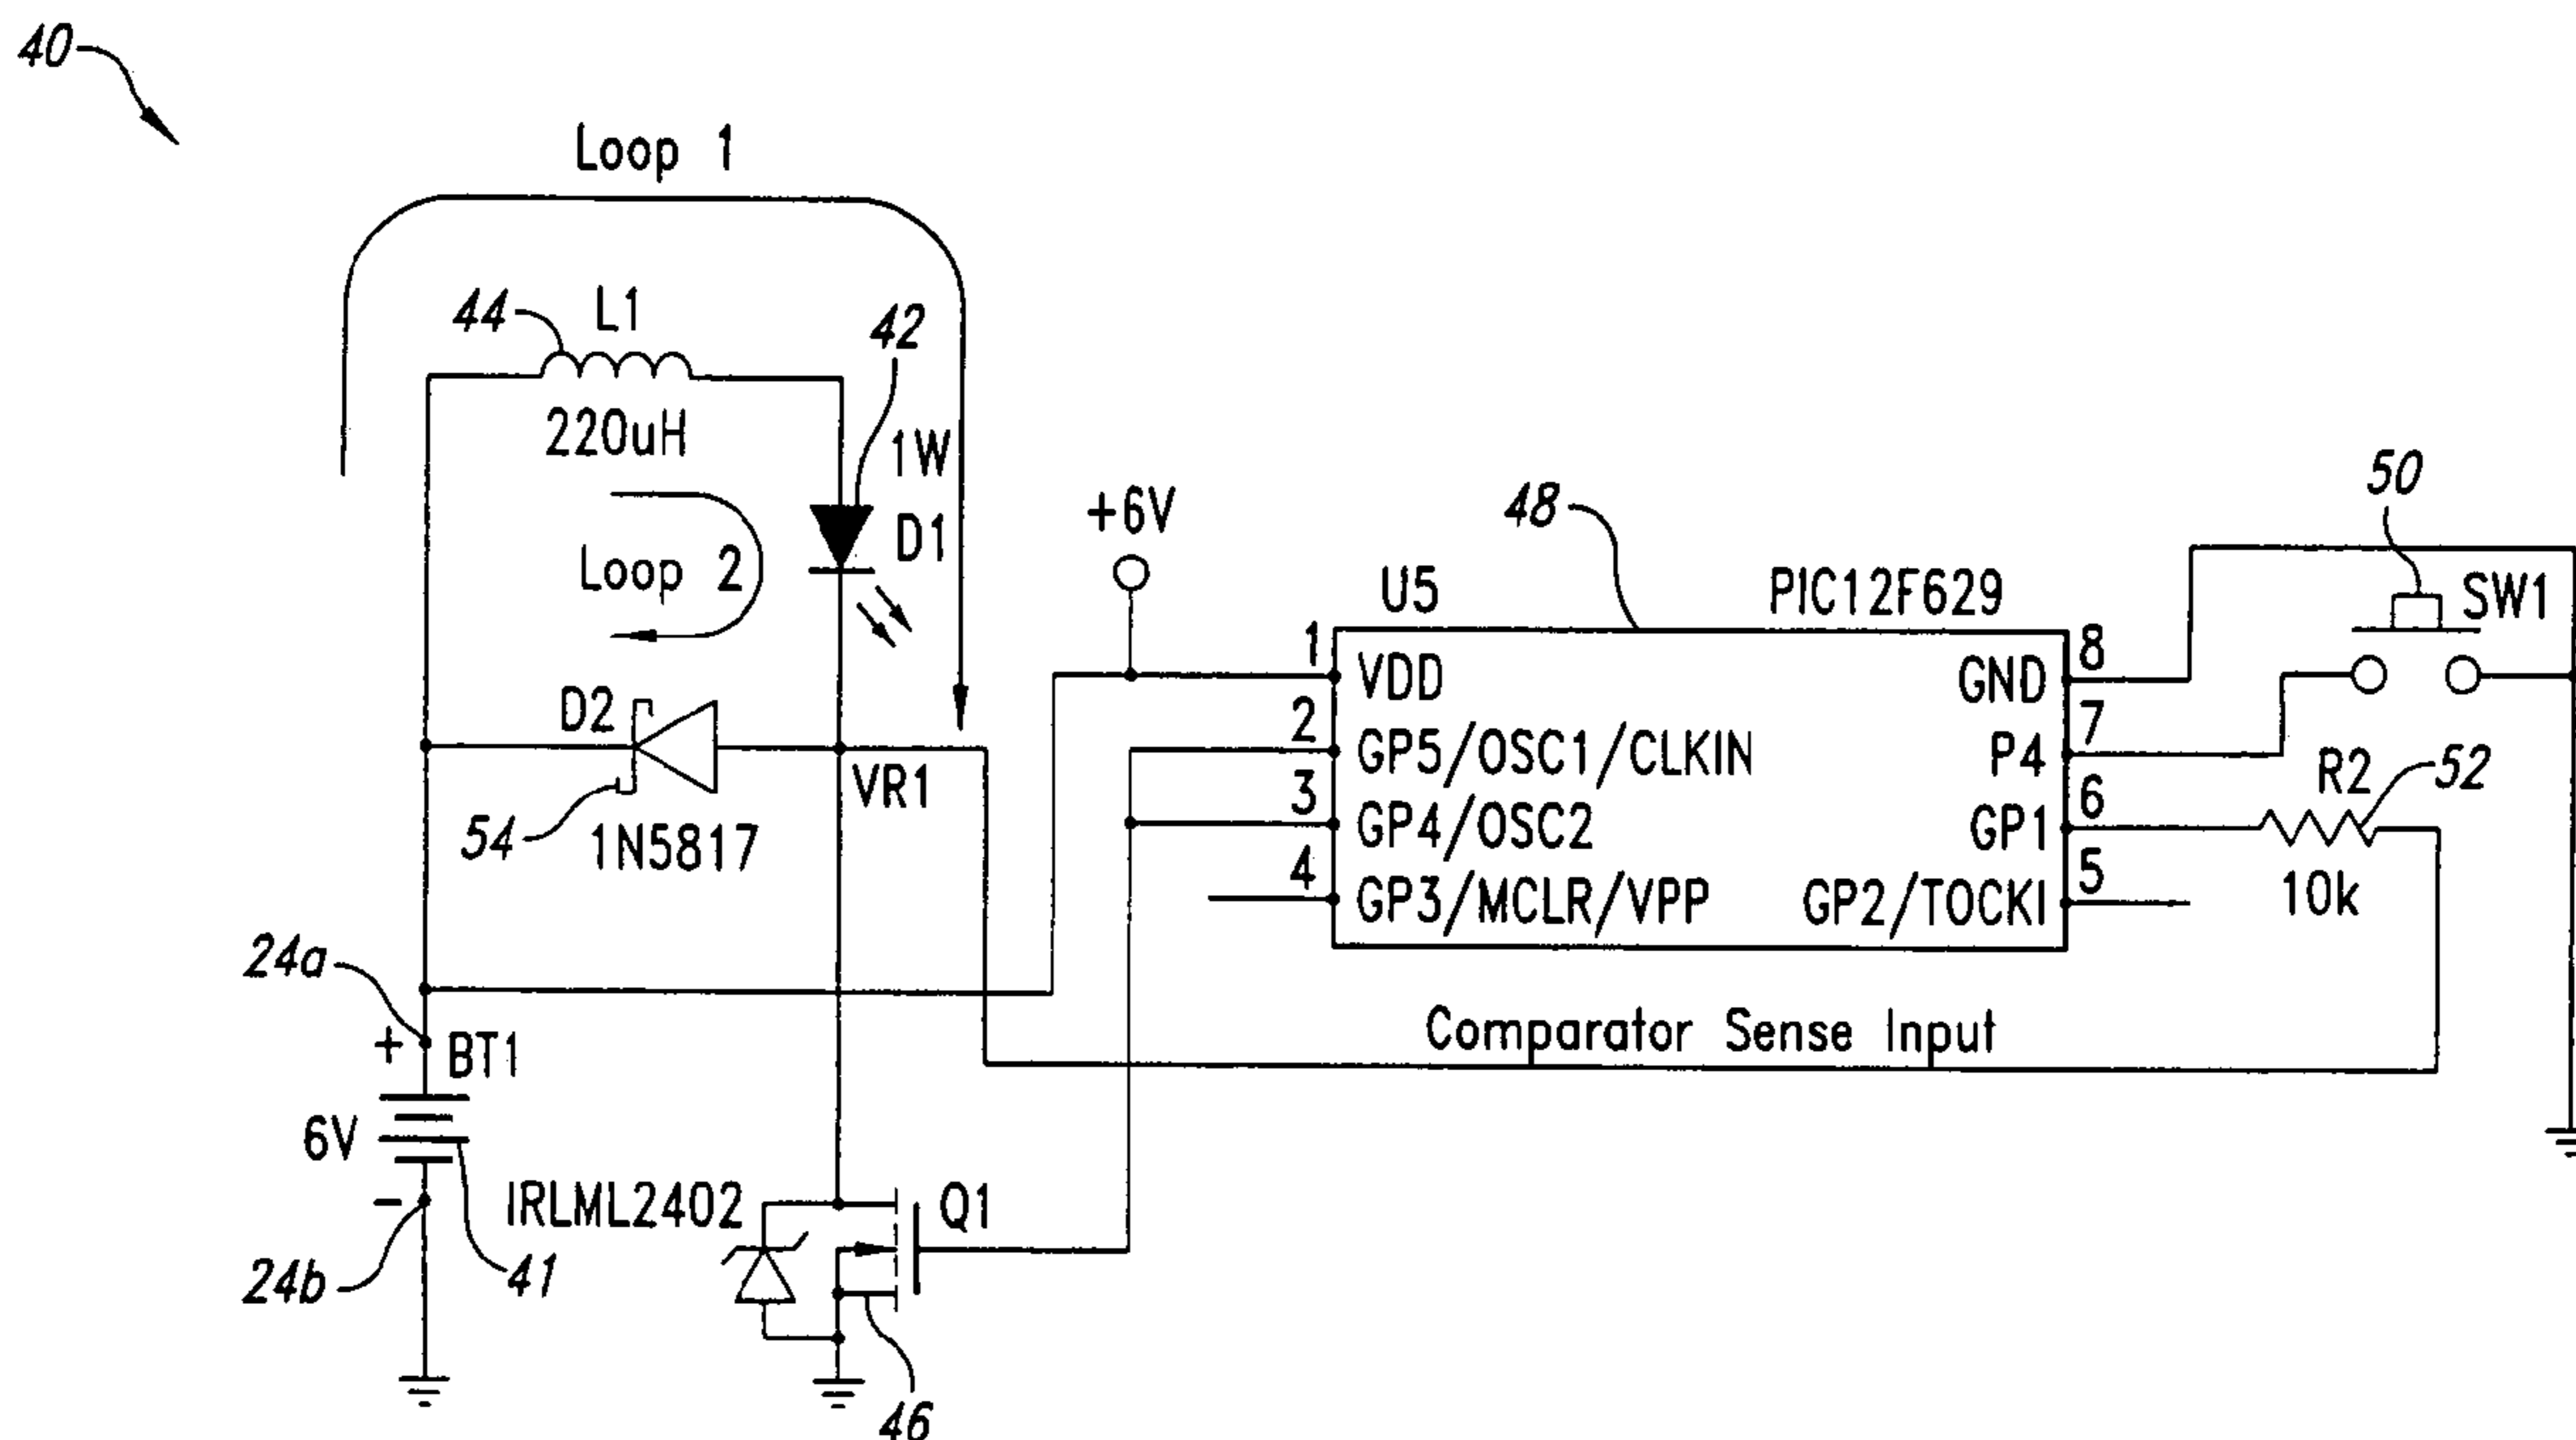 40
Loop 1
44
L1
42
220uH
1W
D1
Loop 2
+6V
48
50
U5
PIC12F629
SW1
1
VDD
GND
8
D2
2
GP5/OSC1/CLKIN
P4
7
VR1
3
GP4/OSC2
GP1
6
R2
52
54
1N5817
4
GP3/MCLR/VPP
GP2/TOCKI
5
10k
24a
+
BT1
Comparator Sense Input
6V
-
IRLML2402
Q1
24b
41
46